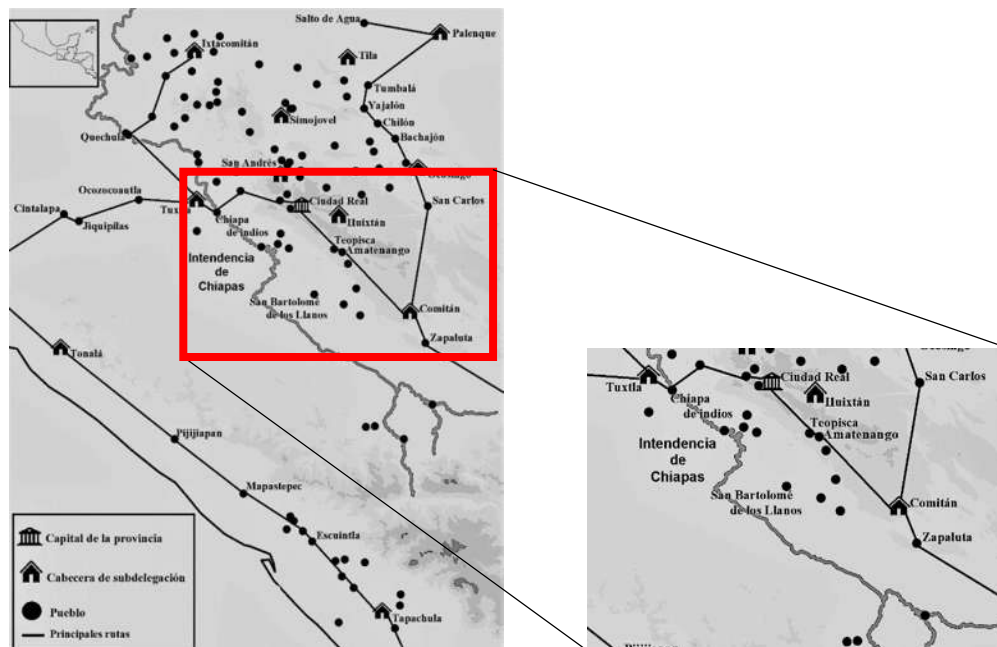 Salto de Agua
Palenque
Ixtacomitán
Tila
Tumbalá
Yajalón
Simojovel
Chilón
Bachajón
Quechula
San Andrés
Ocosingo
Ocozocoautla
Tuxtla
Ciudad Real
San Carlos
Cintalapa
Jiquipilas
Chiapa
de indios
Huixtán
Teopisca
Amatenango
Intendencia
de
Chiapas
San Bartolomé
de los Llanos
Comitán
Zapaluta
Tonalá
Pijijiapan
Mapastepec
Escuintla
Tapachula
Capital de la provincia
Cabecera de subdelegación
Pueblo
Principales rutas
Tuxtla
Ciudad Real
San Carlos
Chiapa
de indios
Huixtán
Teopisca
Amatenango
Intendencia
de
Chiapas
San Bartolomé
de los Llanos
Comitán
Zapaluta